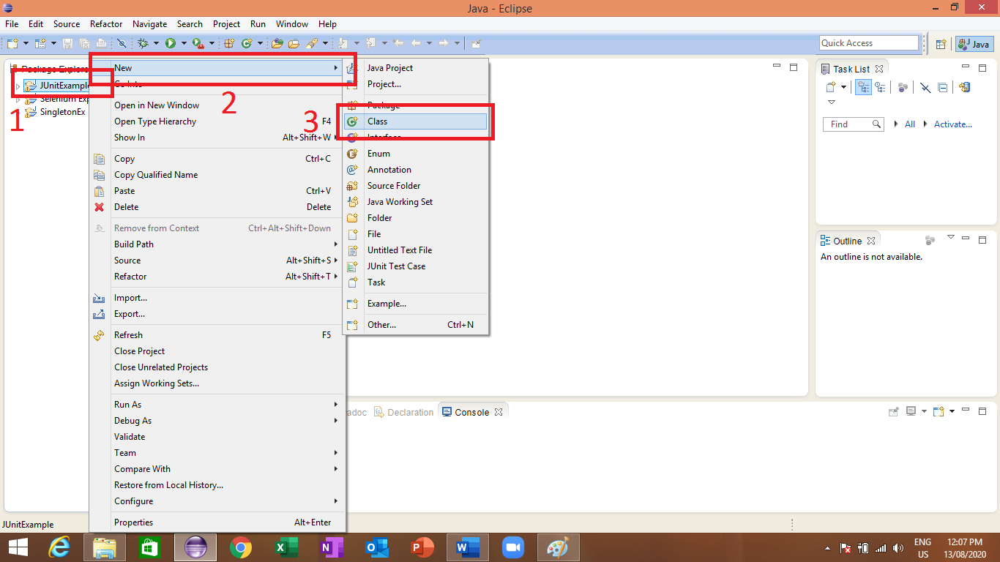 Java - Eclipse
File Edit Source Refactor Navigate Search Project Run Window Help
Quick Access
Java
Package Explorer
JUnitExample
Selenium Exp
SingletonEx
1
2
3
New
Go Into
Open in New Window
Open Type Hierarchy F4
Show In Alt+Shift+W
Copy Ctrl+C
Copy Qualified Name
Paste Ctrl+V
Delete Delete
Remove from Context Ctrl+Alt+Shift+Down
Build Path
Source Alt+Shift+S
Refactor Alt+Shift+T
Import...
Export...
Refresh F5
Close Project
Close Unrelated Projects
Assign Working Sets...
Run As
Debug As
Validate
Team
Compare With
Restore from Local History...
Configure
Properties Alt+Enter
Java Project
Project...
Package
Class
Interface
Enum
Annotation
Source Folder
Java Working Set
Folder
File
Untitled Text File
JUnit Test Case
Task
Example...
Other... Ctrl+N
Task List
Find All Activate...
Outline
An outline is not available.
adoc Declaration Console
JUnitExample
ENG
US
12:07 PM
13/08/2020